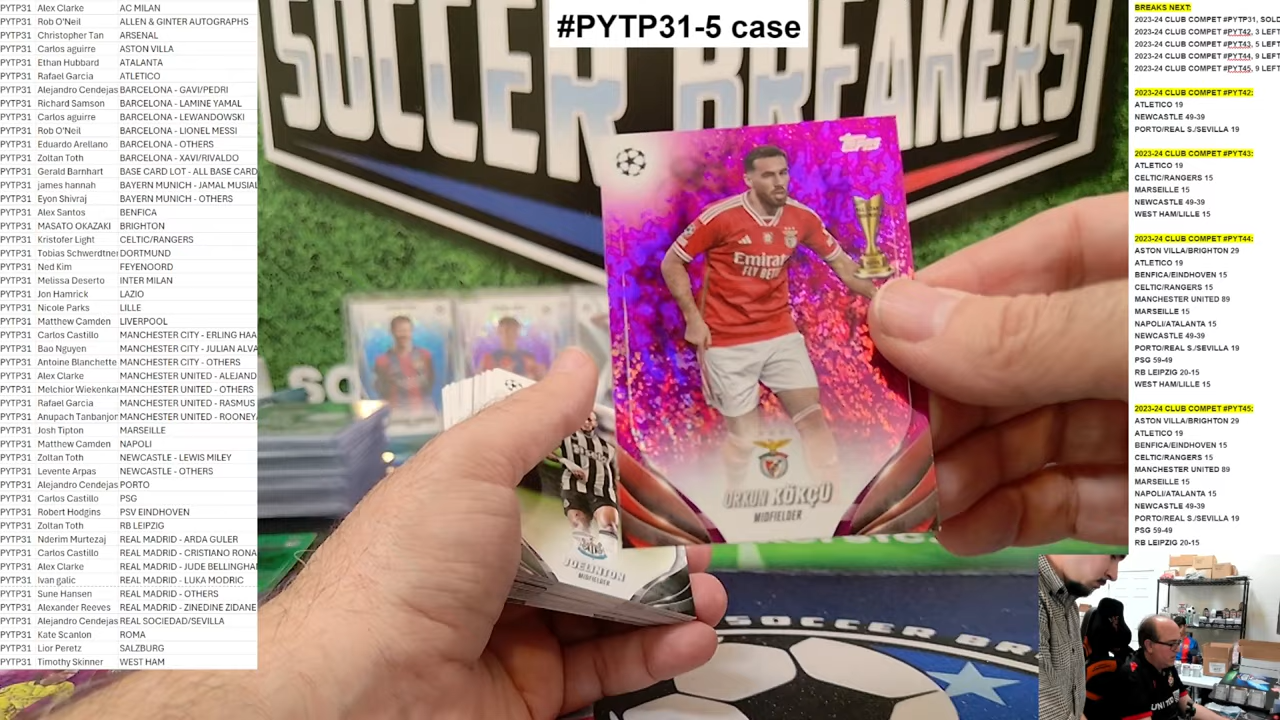 #PYTP31-5 case
SOCCER BREAKERS
PYTP31 Alex Clarke AC MILAN
PYTP31 Rob O'Neil ALLEN & GINTER AUTOGRAPHS
PYTP31 Christopher Tan ARSENAL
PYTP31 Carlos aguirre ASTON VILLA
PYTP31 Ethan Hubbard ATALANTA
PYTP31 Rafael Garcia ATLETICO
PYTP31 Alejandro Cendejas BARCELONA - GAVI/PEDRI
PYTP31 Richard Samson BARCELONA - LAMINE YAMAL
PYTP31 Carlos aguirre BARCELONA - LEWANDOWSKI
PYTP31 Rob O'Neil BARCELONA - LIONEL MESSI
PYTP31 Eduardo Arellano BARCELONA - OTHERS
PYTP31 Zoltan Toth BARCELONA - XAVI/RIVALDO
PYTP31 Gerald Barnhart BASE CARD LOT - ALL BASE CARD
PYTP31 james hannah BAYERN MUNICH - JAMAL MUSIAL
PYTP31 Eyon Shivraj BAYERN MUNICH - OTHERS
PYTP31 Alex Santos BENFICA
PYTP31 MASATO OKAZAKI BRIGHTON
PYTP31 Kristofer Light CELTIC/RANGERS
PYTP31 Tobias Schwerdtner DORTMUND
PYTP31 Ned Kim FEYENOORD
PYTP31 Melissa Deserto INTER MILAN
PYTP31 Jon Hamrick LAZIO
PYTP31 Nicole Parks LILLE
PYTP31 Matthew Camden LIVERPOOL
PYTP31 Carlos Castillo MANCHESTER CITY - ERLING HAA
PYTP31 Bao Nguyen MANCHESTER CITY - JULIAN ALVA
PYTP31 Antoine Blanchette MANCHESTER CITY - OTHERS
PYTP31 Alex Clarke MANCHESTER UNITED - ALEJAND
PYTP31 Melchior Wiekenkan MANCHESTER UNITED - OTHERS
PYTP31 Rafael Garcia MANCHESTER UNITED - RASMUS
PYTP31 Anupach Tanbanjor MANCHESTER UNITED - ROONEY
PYTP31 Josh Tipton MARSEILLE
PYTP31 Matthew Camden NAPOLI
PYTP31 Zoltan Toth NEWCASTLE - LEWIS MILEY
PYTP31 Levente Arpas NEWCASTLE - OTHERS
PYTP31 Alejandro Cendejas PORTO
PYTP31 Carlos Castillo PSG
PYTP31 Robert Hodgins PSV EINDHOVEN
PYTP31 Zoltan Toth RB LEIPZIG
PYTP31 Nderim Murtezaj REAL MADRID - ARDA GULER
PYTP31 Carlos Castillo REAL MADRID - CRISTIANO RONA
PYTP31 Alex Clarke REAL MADRID - JUDE BELLINGHA
PYTP31 Ivan galic REAL MADRID - LUKA MODRIC
PYTP31 Sune Hansen REAL MADRID - OTHERS
PYTP31 Alexander Reeves REAL MADRID - ZINEDINE ZIDANE
PYTP31 Alejandro Cendejas REAL SOCIEDAD/SEVILLA
PYTP31 Kate Scanlon ROMA
PYTP31 Lior Peretz SALZBURG
PYTP31 Timothy Skinner WEST HAM
topps
Emirates
FLY BETTER
ORKUN KÖKÇÜ
MIDFIELDER
JOELINTON
MIDFIELDER
SOCCER BR
BREAKS NEXT:
2023-24 CLUB COMPET #PYTP31, SOLD
2023-24 CLUB COMPET #PYT42, 3 LEFT
2023-24 CLUB COMPET #PYT43, 5 LEFT
2023-24 CLUB COMPET #PYT44, 9 LEFT
2023-24 CLUB COMPET #PYT45, 9 LEFT
2023-24 CLUB COMPET #PYT42:
ATLETICO 19
NEWCASTLE 49-39
PORTO/REAL S./SEVILLA 19
2023-24 CLUB COMPET #PYT43:
ATLETICO 19
CELTIC/RANGERS 15
MARSEILLE 15
NEWCASTLE 49-39
WEST HAM/LILLE 15
2023-24 CLUB COMPET #PYT44:
ASTON VILLA/BRIGHTON 29
ATLETICO 19
BENFICA/EINDHOVEN 15
CELTIC/RANGERS 15
MANCHESTER UNITED 89
MARSEILLE 15
NAPOLI/ATALANTA 15
NEWCASTLE 49-39
PORTO/REAL S./SEVILLA 19
PSG 59-49
RB LEIPZIG 20-15
WEST HAM/LILLE 15
2023-24 CLUB COMPET #PYT45:
ASTON VILLA/BRIGHTON 29
ATLETICO 19
BENFICA/EINDHOVEN 15
CELTIC/RANGERS 15
MANCHESTER UNITED 89
MARSEILLE 15
NAPOLI/ATALANTA 15
NEWCASTLE 49-39
PORTO/REAL S./SEVILLA 19
PSG 59-49
RB LEIPZIG 20-15